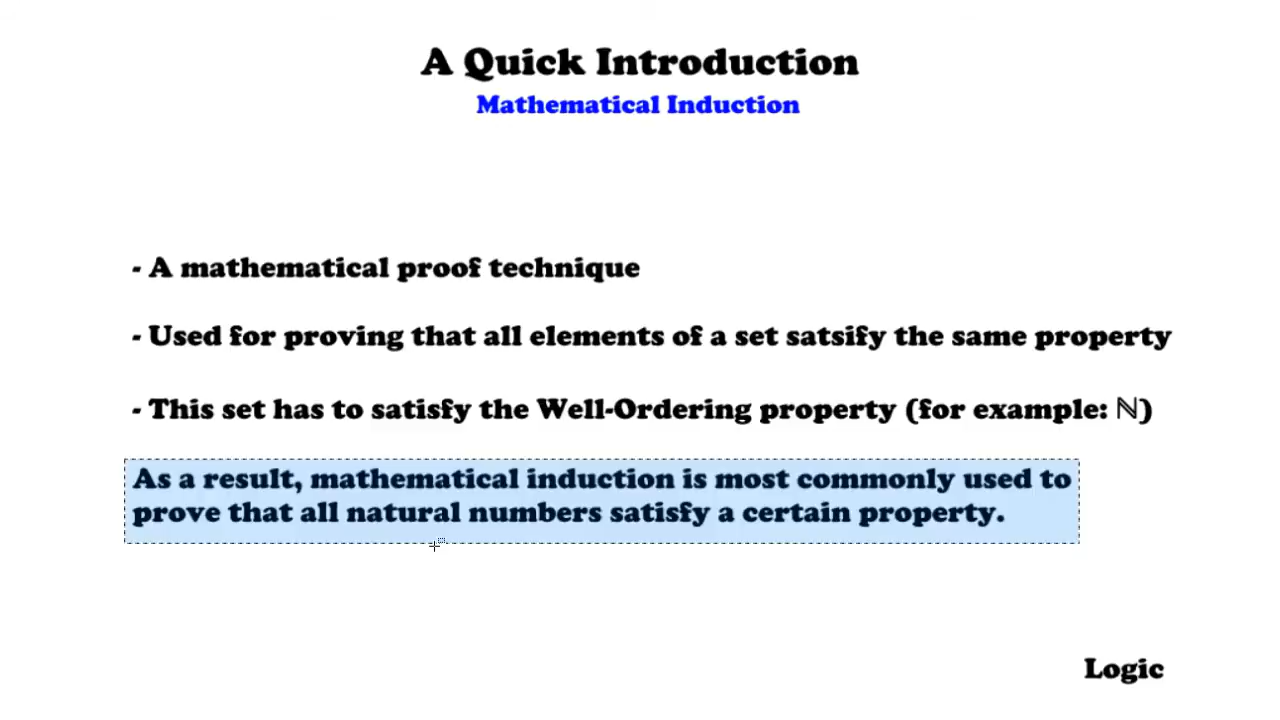 A Quick Introduction
Mathematical Induction
- A mathematical proof technique
- Used for proving that all elements of a set satsify the same property
- This set has to satisfy the Well-Ordering property (for example: ℕ)
As a result, mathematical induction is most commonly used to
prove that all natural numbers satisfy a certain property.
Logic